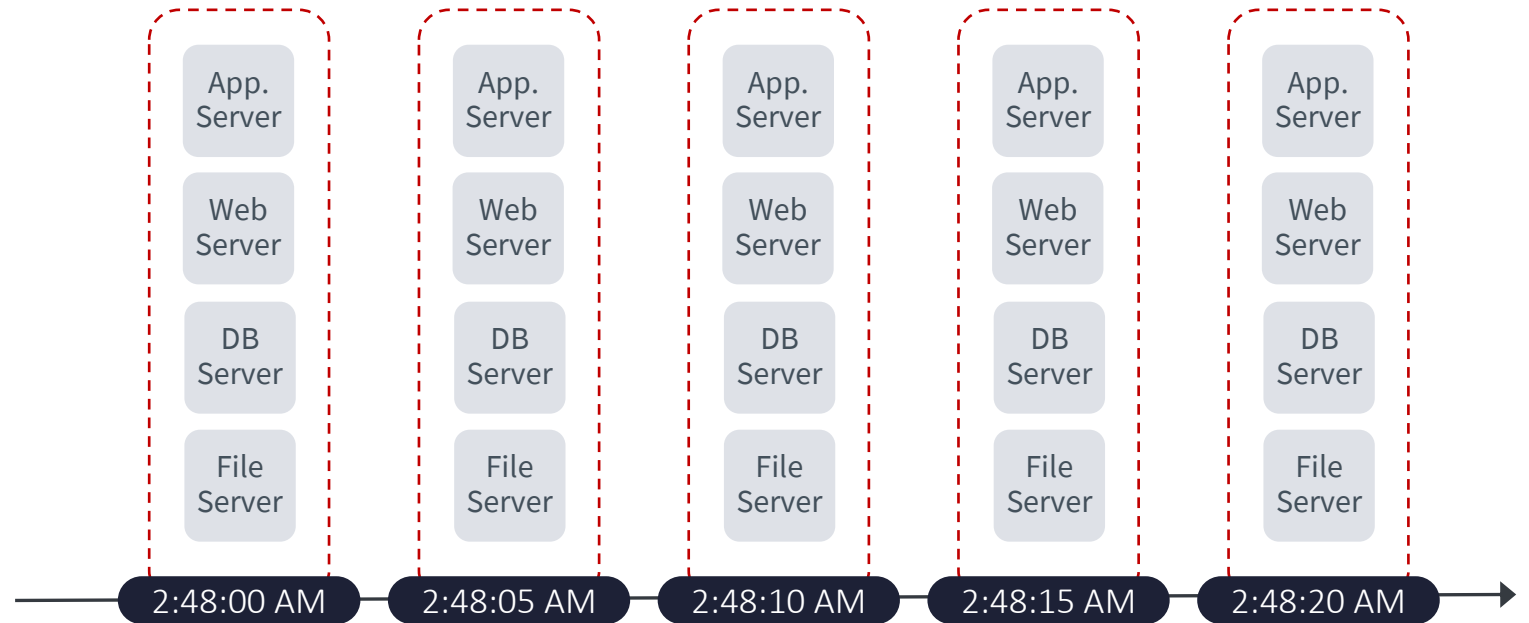 App.
Server
Web
Server
DB
Server
File
Server
2:48:00 AM
App.
Server
Web
Server
DB
Server
File
Server
2:48:05 AM
App.
Server
Web
Server
DB
Server
File
Server
2:48:10 AM
App.
Server
Web
Server
DB
Server
File
Server
2:48:15 AM
App.
Server
Web
Server
DB
Server
File
Server
2:48:20 AM